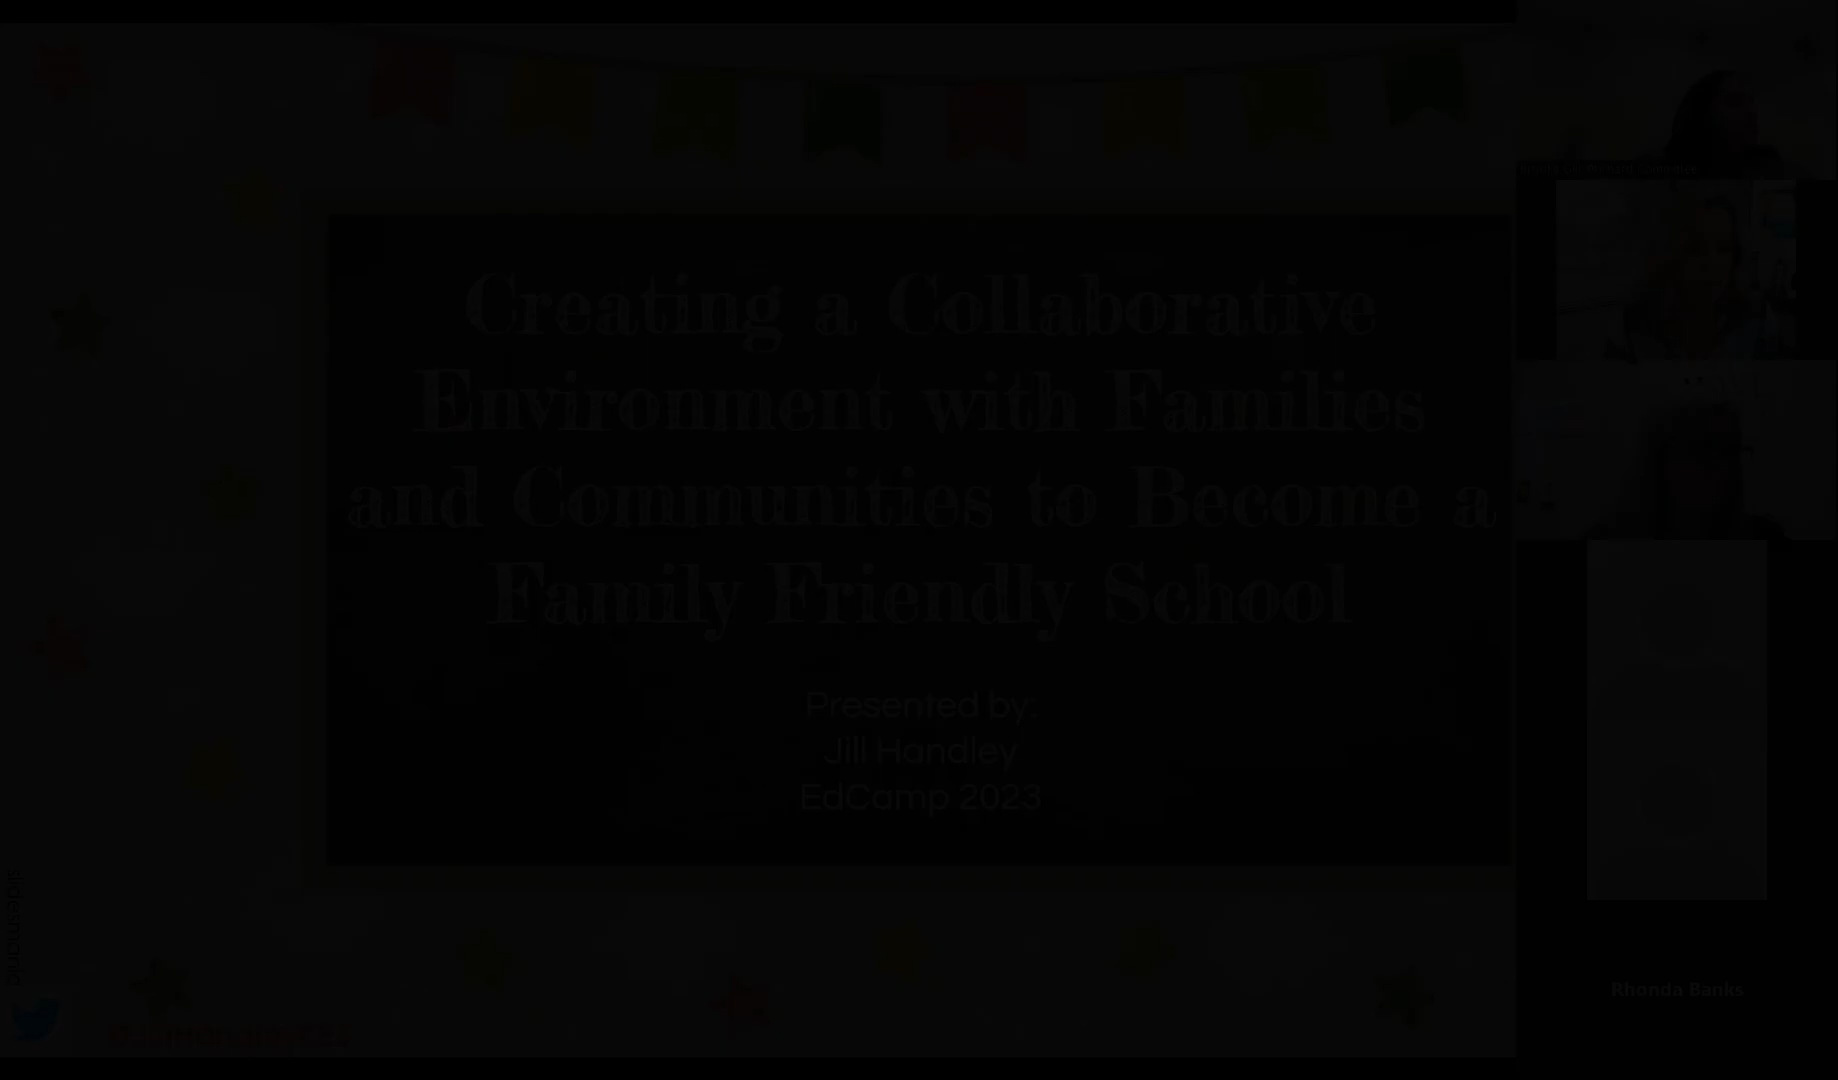 Creating a Collaborative
Environment with Families
and Communities to Become a
Family Friendly School
Presented by:
Jill Handley
EdCamp 2023
slidesmanic
Rhonda Banks